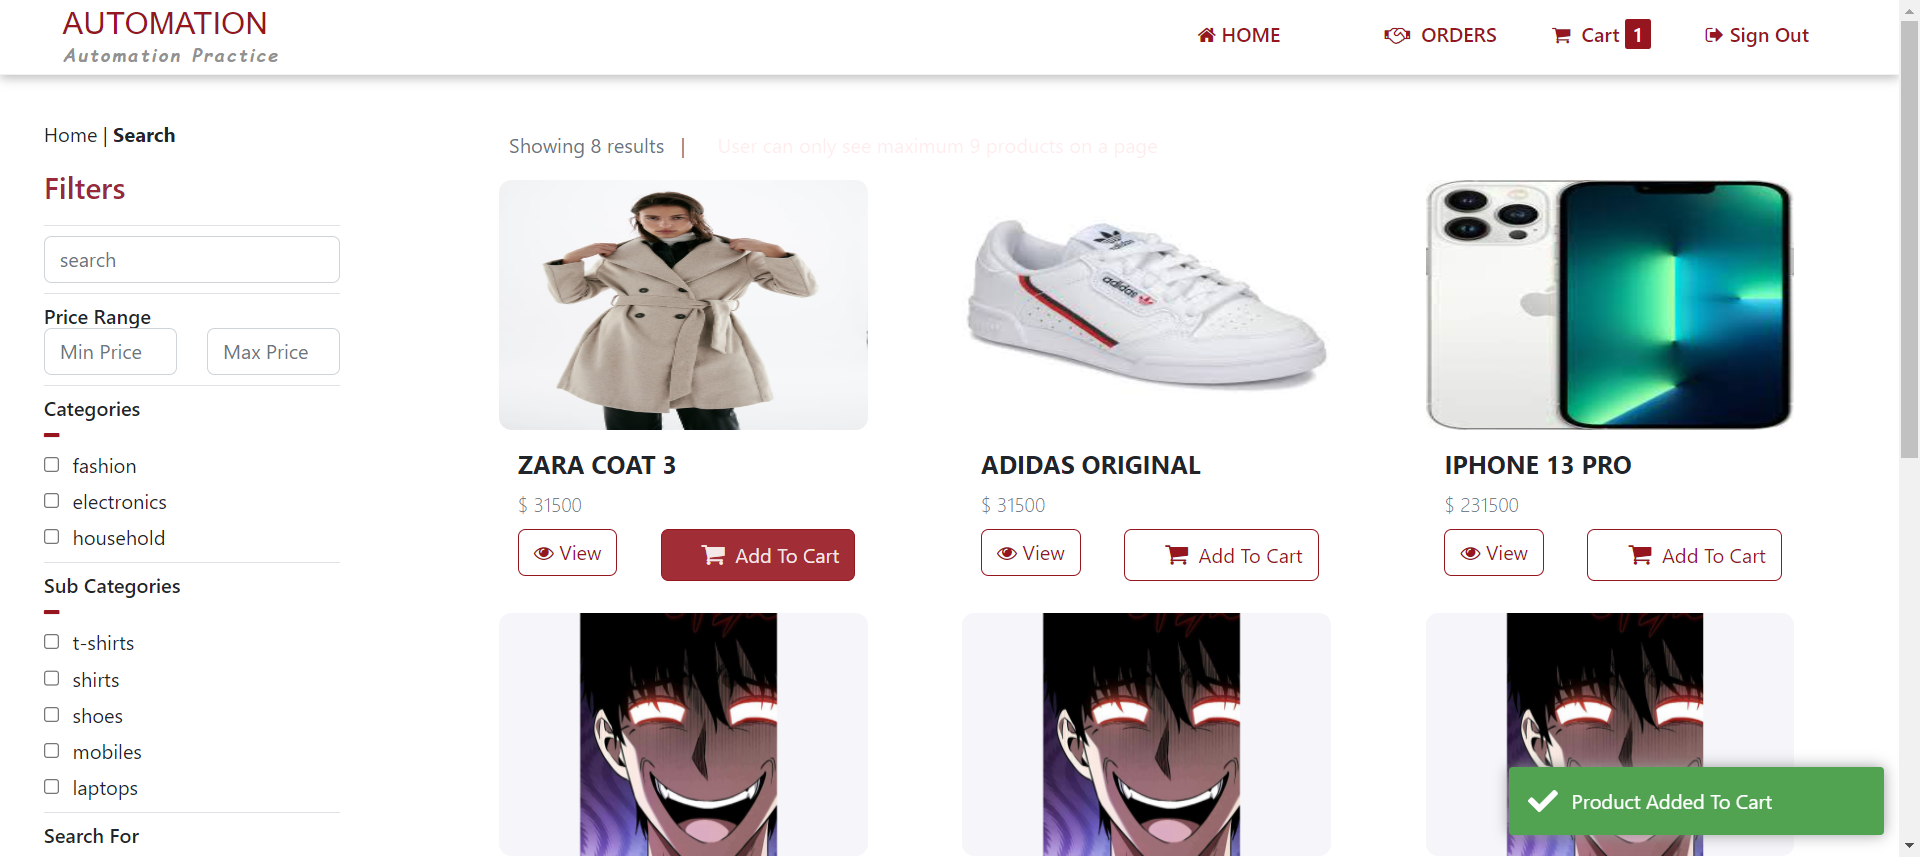 AUTOMATION
Automation Practice
HOME
ORDERS
Cart 1
Sign Out
Home | Search
Filters
search
Price Range
Min Price
Max Price
Categories
fashion
electronics
household
Sub Categories
t-shirts
shirts
shoes
mobiles
laptops
Search For
Showing 8 results |
User can only see maximum 9 products on a page
adidas
adidas
ZARA COAT 3
$ 31500
View
Add To Cart
ADIDAS ORIGINAL
$ 31500
View
Add To Cart
IPHONE 13 PRO
$ 231500
View
Add To Cart
Product Added To Cart